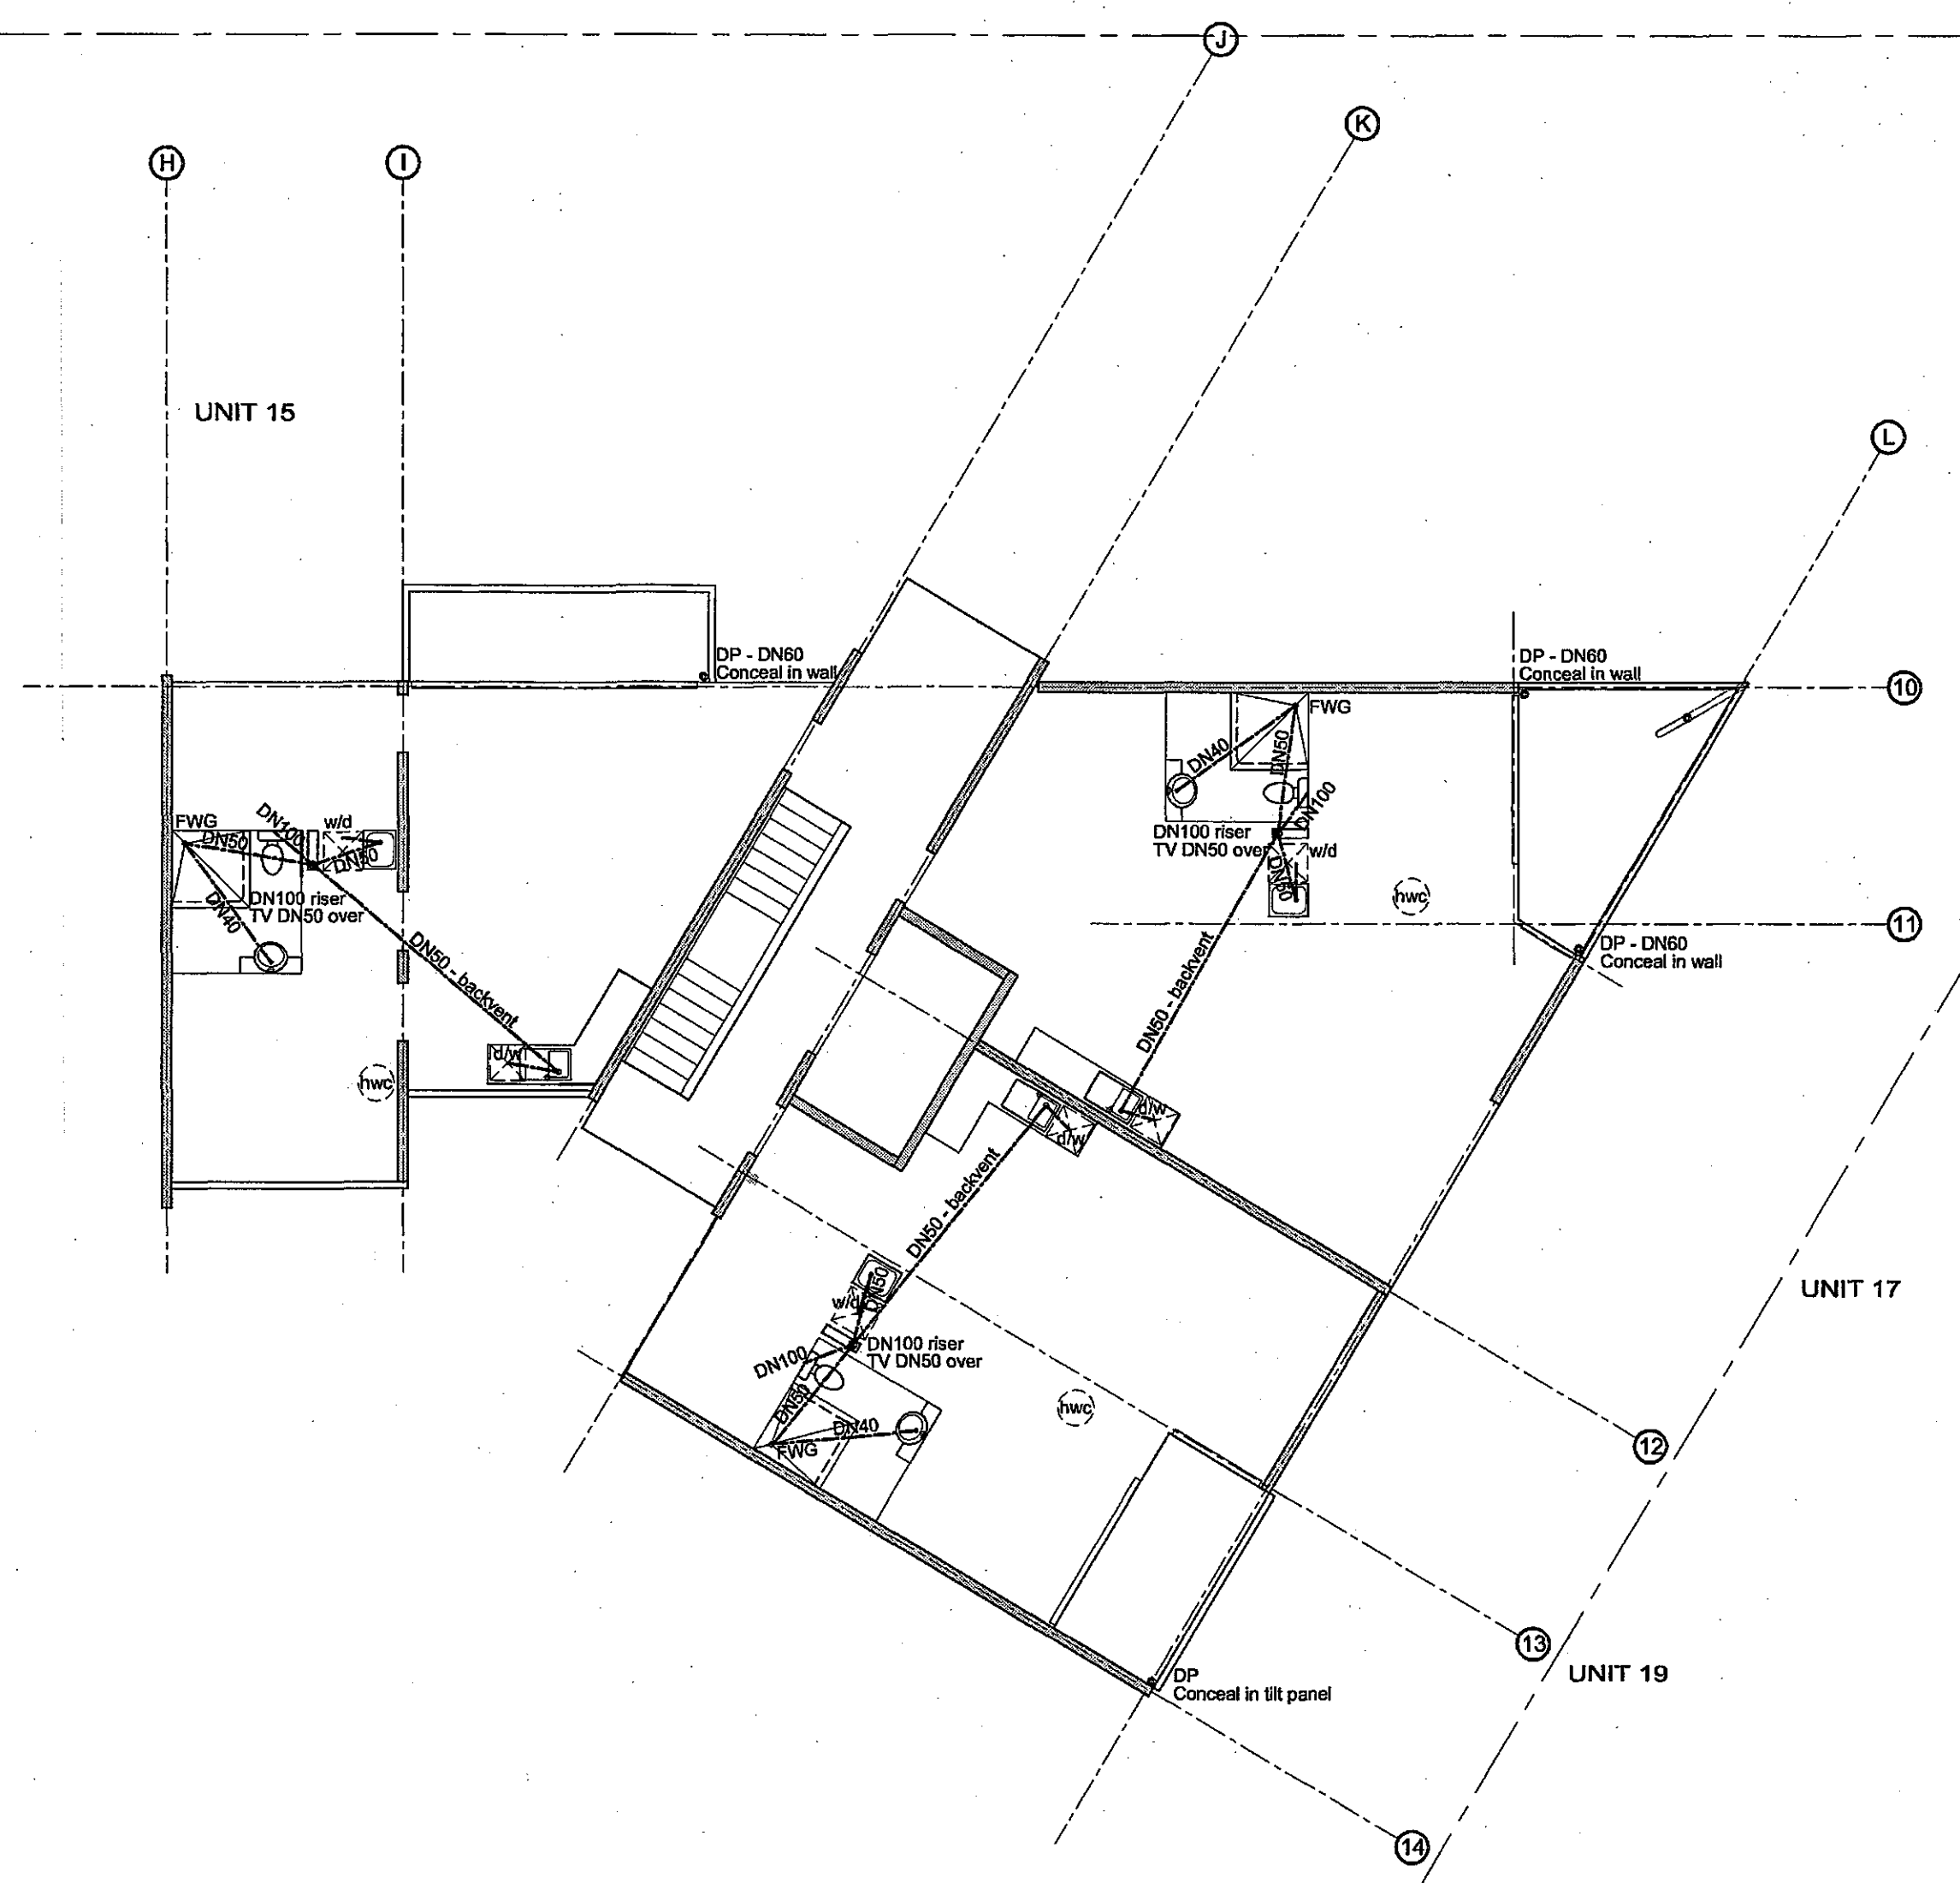 J
K
H
I
UNIT 15
L
DP - DN60
Conceal in wall
DP - DN60
Conceal in wall
10
FWG
DN40
DN50
DN100
DN100 riser
TV DN50 over
w/d
DN50
hwc
11
DP - DN60
Conceal in wall
FWG
DN50
DN100
w/d
DN50
DN100 riser
TV DN50 over
DN40
DN50 - backvent
d/w
hwc
DN50 - backvent
d/w
d/w
DN50 - backvent
DN50
w/d
DN100 riser
TV DN50 over
DN100
DN50
DN40
FWG
hwc
UNIT 17
12
13
UNIT 19
DP
Conceal in tilt panel
14